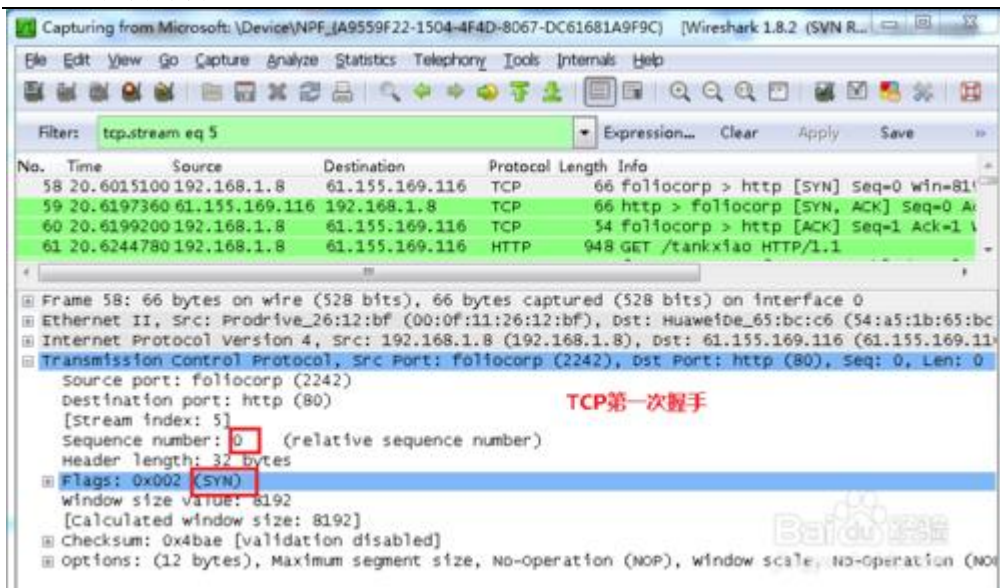 Capturing from Microsoft: \Device\NPF_{A9559F22-1504-4F4D-8067-DC61681A9F9C} [Wireshark 1.8.2 (SVN R...
File Edit View Go Capture Analyze Statistics Telephony Tools Internals Help
Filter: tcp.stream eq 5 Expression... Clear Apply Save
No. Time Source Destination Protocol Length Info
58 20.6015100 192.168.1.8 61.155.169.116 TCP 66 foliocorp > http [SYN] Seq=0 Win=819
59 20.6197360 61.155.169.116 192.168.1.8 TCP 66 http > foliocorp [SYN, ACK] Seq=0 Ac
60 20.6199200 192.168.1.8 61.155.169.116 TCP 54 foliocorp > http [ACK] Seq=1 Ack=1 W
61 20.6244780 192.168.1.8 61.155.169.116 HTTP 948 GET /tankxiao HTTP/1.1
Frame 58: 66 bytes on wire (528 bits), 66 bytes captured (528 bits) on interface 0
Ethernet II, Src: Prodrive_26:12:bf (00:0f:11:26:12:bf), Dst: HuaweiDe_65:bc:c6 (54:a5:1b:65:bc
Internet Protocol Version 4, Src: 192.168.1.8 (192.168.1.8), Dst: 61.155.169.116 (61.155.169.11
Transmission Control Protocol, Src Port: foliocorp (2242), Dst Port: http (80), Seq: 0, Len: 0
Source port: foliocorp (2242)
Destination port: http (80)
TCP第一次握手
[Stream index: 5]
Sequence number: 0 (relative sequence number)
Header length: 32 bytes
Flags: 0x002 (SYN)
Window size value: 8192
[Calculated window size: 8192]
Checksum: 0x4bae [validation disabled]
Options: (12 bytes), Maximum segment size, No-Operation (NOP), Window scale, No-Operation (NO
Baidu 经验